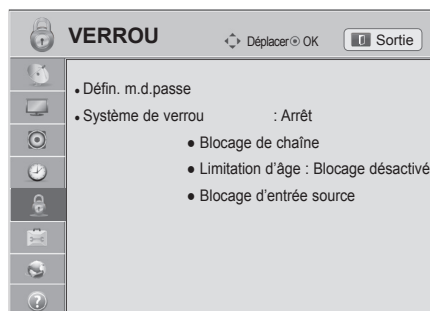 VERROU
Déplacer OK
Sortie
• Défin. m.d.passe
• Système de verrou : Arrêt
● Blocage de chaîne
● Limitation d'âge : Blocage désactivé
● Blocage d'entrée source
?